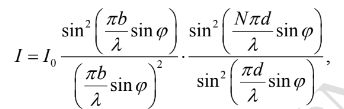 I = I₀ \frac{\sin^2\left(\frac{\pi b}{\lambda}\sin\varphi\right)}{\left(\frac{\pi b}{\lambda}\sin\varphi\right)^2} \cdot \frac{\sin^2\left(\frac{N\pi d}{\lambda}\sin\varphi\right)}{\sin^2\left(\frac{\pi d}{\lambda}\sin\varphi\right)},